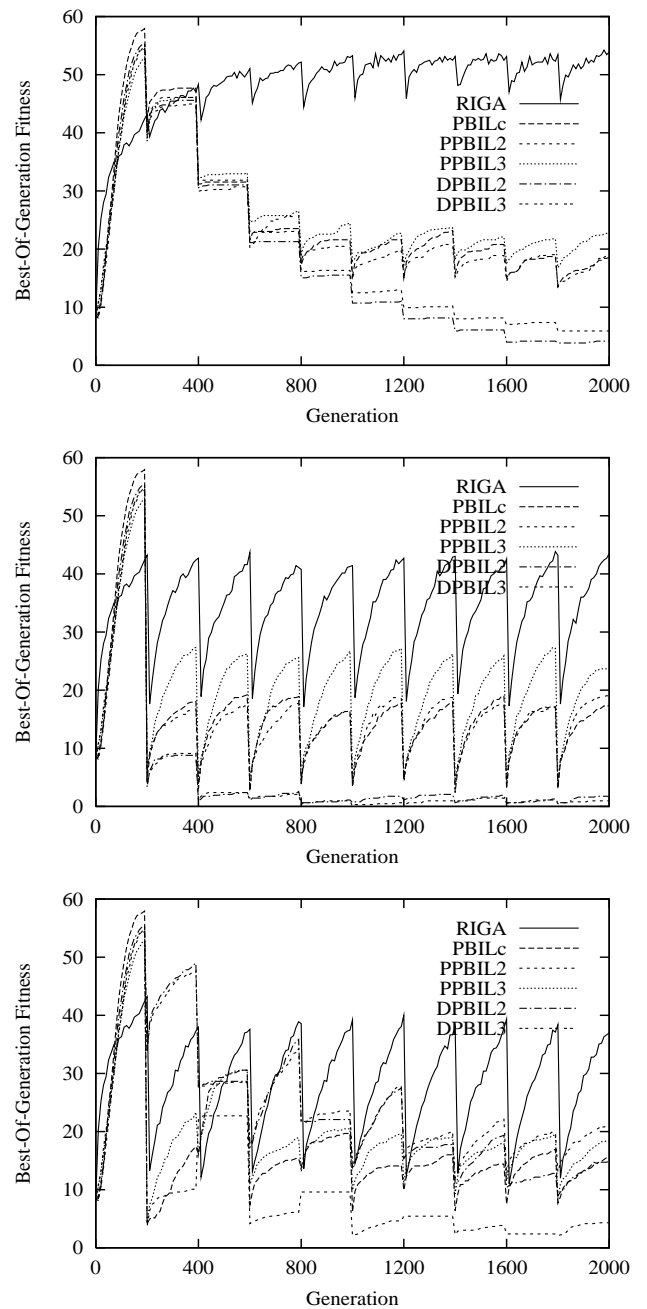 60
50
40
30
20
10
0
Best-Of-Generation Fitness
RIGA
PBILc
PPBIL2
PPBIL3
DPBIL2
DPBIL3
0 400 800 1200 1600 2000
Generation
60
50
40
30
20
10
0
Best-Of-Generation Fitness
RIGA
PBILc
PPBIL2
PPBIL3
DPBIL2
DPBIL3
0 400 800 1200 1600 2000
Generation
60
50
40
30
20
10
0
Best-Of-Generation Fitness
RIGA
PBILc
PPBIL2
PPBIL3
DPBIL2
DPBIL3
0 400 800 1200 1600 2000
Generation